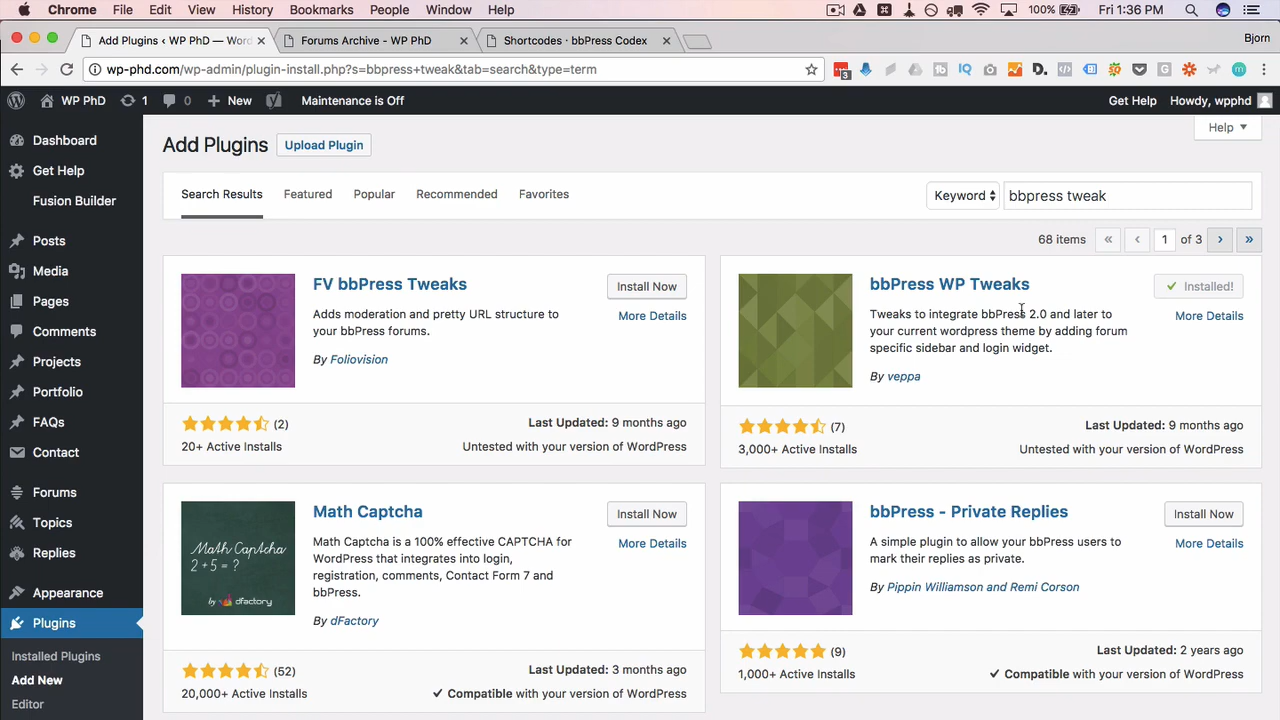 Chrome File Edit View History Bookmarks People Window Help 100% Fri 1:36 PM
Add Plugins ‹ WP PhD — Word Forums Archive - WP PhD Shortcodes · bbPress Codex Bjorn
wp-phd.com/wp-admin/plugin-install.php?s=bbpress+tweak&tab=search&type=term
WP PhD 1 0 New Maintenance is Off Get Help Howdy, wpphd
Dashboard
Get Help
Fusion Builder
Posts
Media
Pages
Comments
Projects
Portfolio
FAQs
Contact
Forums
Topics
Replies
Appearance
Plugins
Installed Plugins
Add New
Editor
Help
Add Plugins Upload Plugin
Search Results Featured Popular Recommended Favorites Keyword bbpress tweak
68 items « ‹ 1 of 3 › »
FV bbPress Tweaks Install Now
Adds moderation and pretty URL structure to More Details
your bbPress forums.
By Foliovision
(2) Last Updated: 9 months ago
20+ Active Installs Untested with your version of WordPress
bbPress WP Tweaks Installed!
Tweaks to integrate bbPress 2.0 and later to More Details
your current wordpress theme by adding forum
specific sidebar and login widget.
By veppa
(7) Last Updated: 9 months ago
3,000+ Active Installs Untested with your version of WordPress
Math Captcha
2 + 5 = ?
by dFactory
Math Captcha Install Now
Math Captcha is a 100% effective CAPTCHA for More Details
WordPress that integrates into login,
registration, comments, Contact Form 7 and
bbPress.
By dFactory
(52) Last Updated: 3 months ago
20,000+ Active Installs Compatible with your version of WordPress
bbPress - Private Replies Install Now
A simple plugin to allow your bbPress users to More Details
mark their replies as private.
By Pippin Williamson and Remi Corson
(9) Last Updated: 2 years ago
1,000+ Active Installs Compatible with your version of WordPress